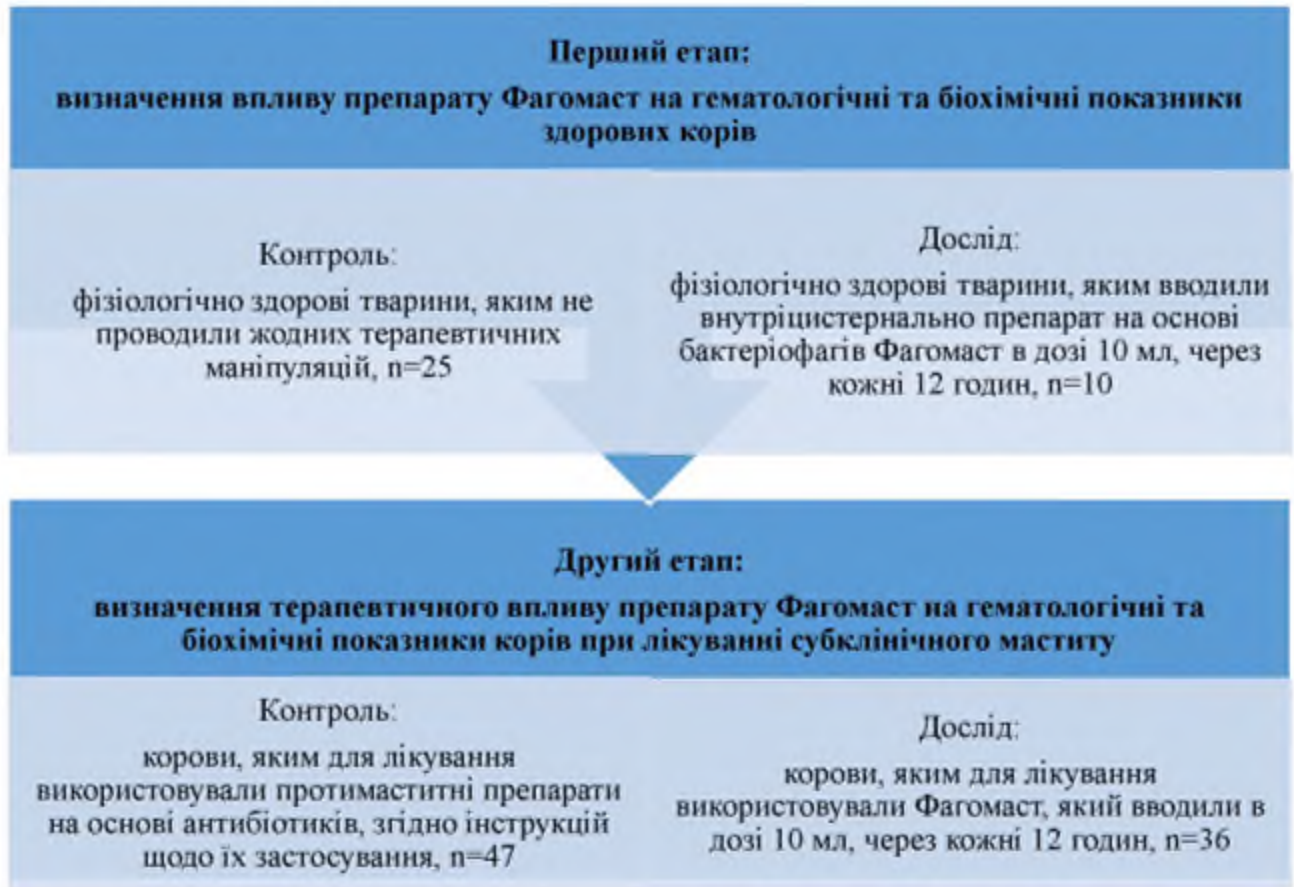 Перший етап:
визначення впливу препарату Фагомаст на гематологічні та біохімічні показники
здорових корів
Контроль:
фізіологічно здорові тварини, яким не
проводили жодних терапевтичних
маніпуляцій, n=25
Дослід:
фізіологічно здорові тварини, яким вводили
внутріцистернально препарат на основі
бактеріофагів Фагомаст в дозі 10 мл, через
кожні 12 годин, n=10
Другий етап:
визначення терапевтичного впливу препарату Фагомаст на гематологічні та
біохімічні показники корів при лікуванні субклінічного маститу
Контроль:
корови, яким для лікування
використовували протимаститні препарати
на основі антибіотиків, згідно інструкцій
щодо їх застосування, n=47
Дослід:
корови, яким для лікування
використовували Фагомаст, який вводили в
дозі 10 мл, через кожні 12 годин, n=36